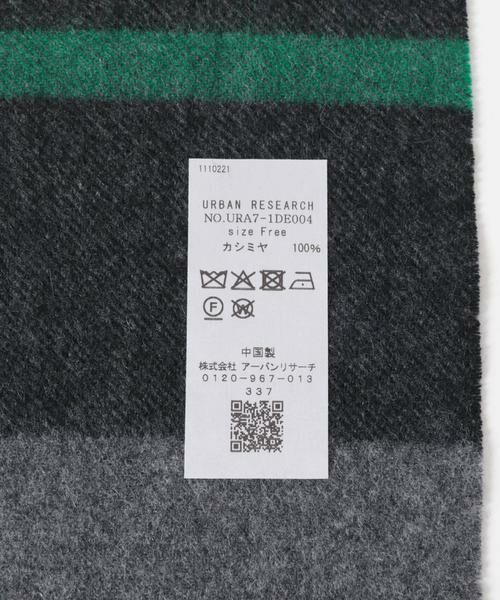 1110221
URBAN RESEARCH
NO.URA7-1DE004
size Free
カシミヤ 100%
F W
中国製
株式会社 アーバンリサーチ
0120-967-013
337